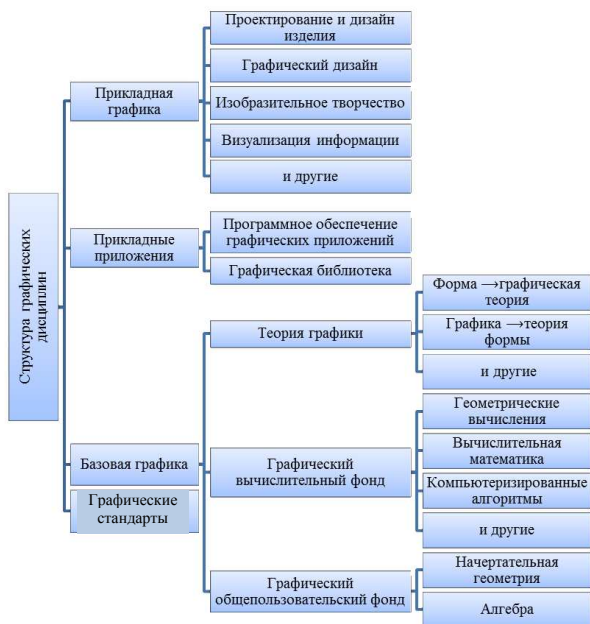 Структура графических
дисциплин
Прикладная
графика
Проектирование и дизайн
изделия
Графический дизайн
Изобразительное творчество
Визуализация информации
и другие
Прикладные
приложения
Программное обеспечение
графических приложений
Графическая библиотека
Базовая графика
Теория графики
Форма →графическая
теория
Графика →теория
формы
и другие
Графический
вычислительный фонд
Геометрические
вычисления
Вычислительная
математика
Компьютеризированные
алгоритмы
и другие
Графический
общепользовательский фонд
Начертательная
геометрия
Алгебра
Графические
стандарты